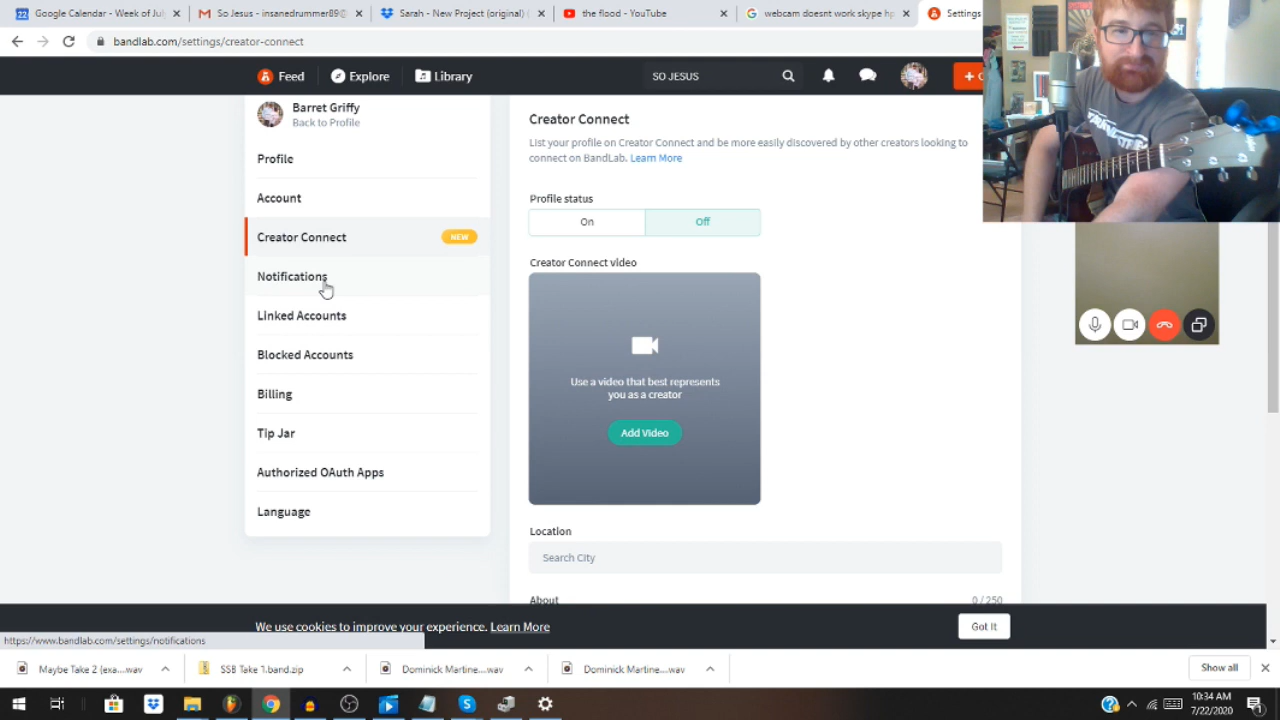 Google Calendar - Week of Jul
So Jesus - insanedrummer89@
Sarah - New Project (original) (
the flood - YouTube
webcam doesnt work skype hp
Settings
bandlab.com/settings/creator-connect
Feed
Explore
Library
SO JESUS
Barret Griffy
Back to Profile
Profile
Account
Creator Connect
NEW
Notifications
Linked Accounts
Blocked Accounts
Billing
Tip Jar
Authorized OAuth Apps
Language
Creator Connect
List your profile on Creator Connect and be more easily discovered by other creators looking to
connect on BandLab. Learn More
Profile status
On
Off
Creator Connect video
Use a video that best represents
you as a creator
Add Video
Location
Search City
About
0 / 250
We use cookies to improve your experience. Learn More
Got It
https://www.bandlab.com/settings/notifications
Maybe Take 2 (exa....wav
SSB Take 1.band.zip
Dominick Martine....wav
Dominick Martine....wav
Show all
10:34 AM
7/22/2020